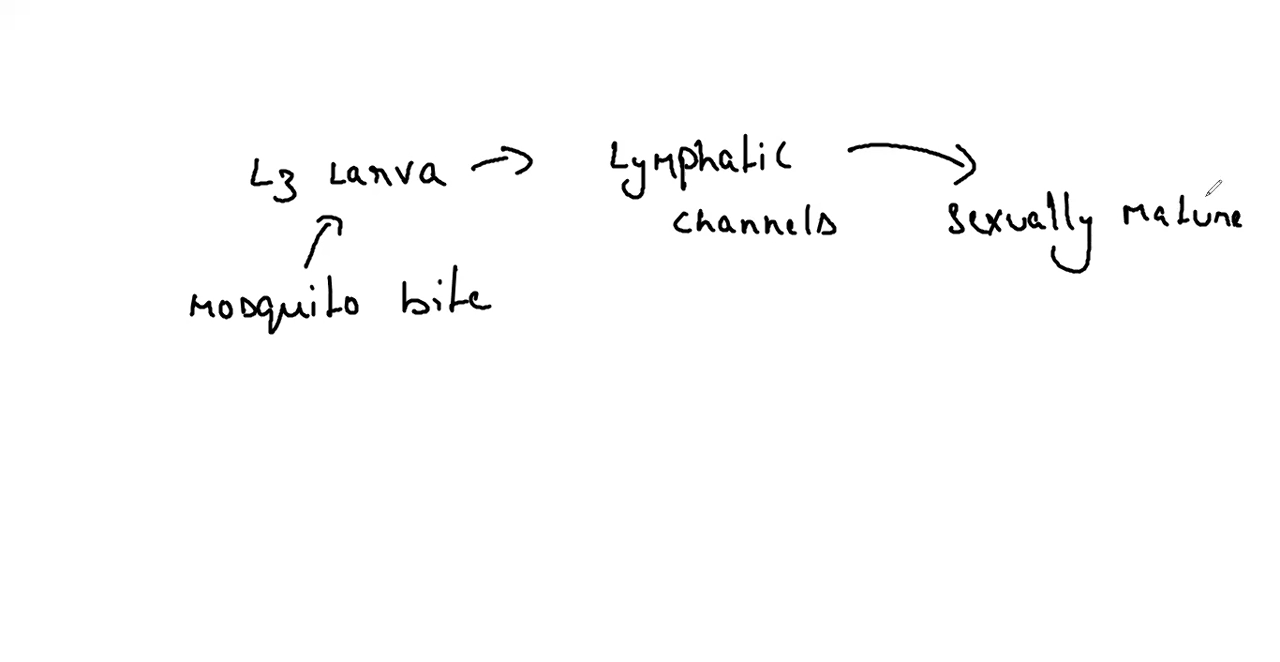 L3 Larva
Lymphatic
channels
sexually mature
mosquito bite